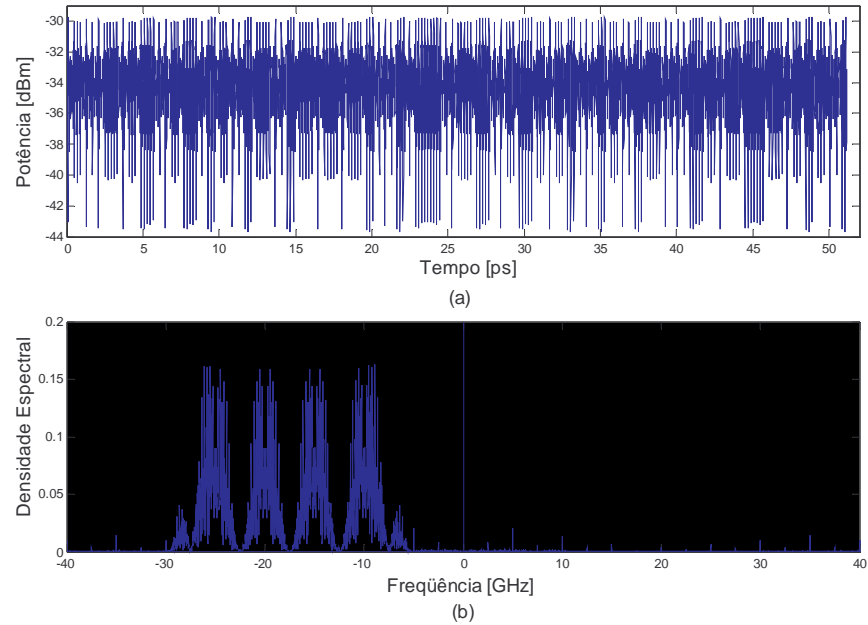 -30
-32
-34
-36
-38
-40
-42
-44
Potência [dBm]
0 5 10 15 20 25 30 35 40 45 50
Tempo [ps]
(a)
0.2
0.15
0.1
0.05
0
Densidade Espectral
-40 -30 -20 -10 0 10 20 30 40
Freqüência [GHz]
(b)